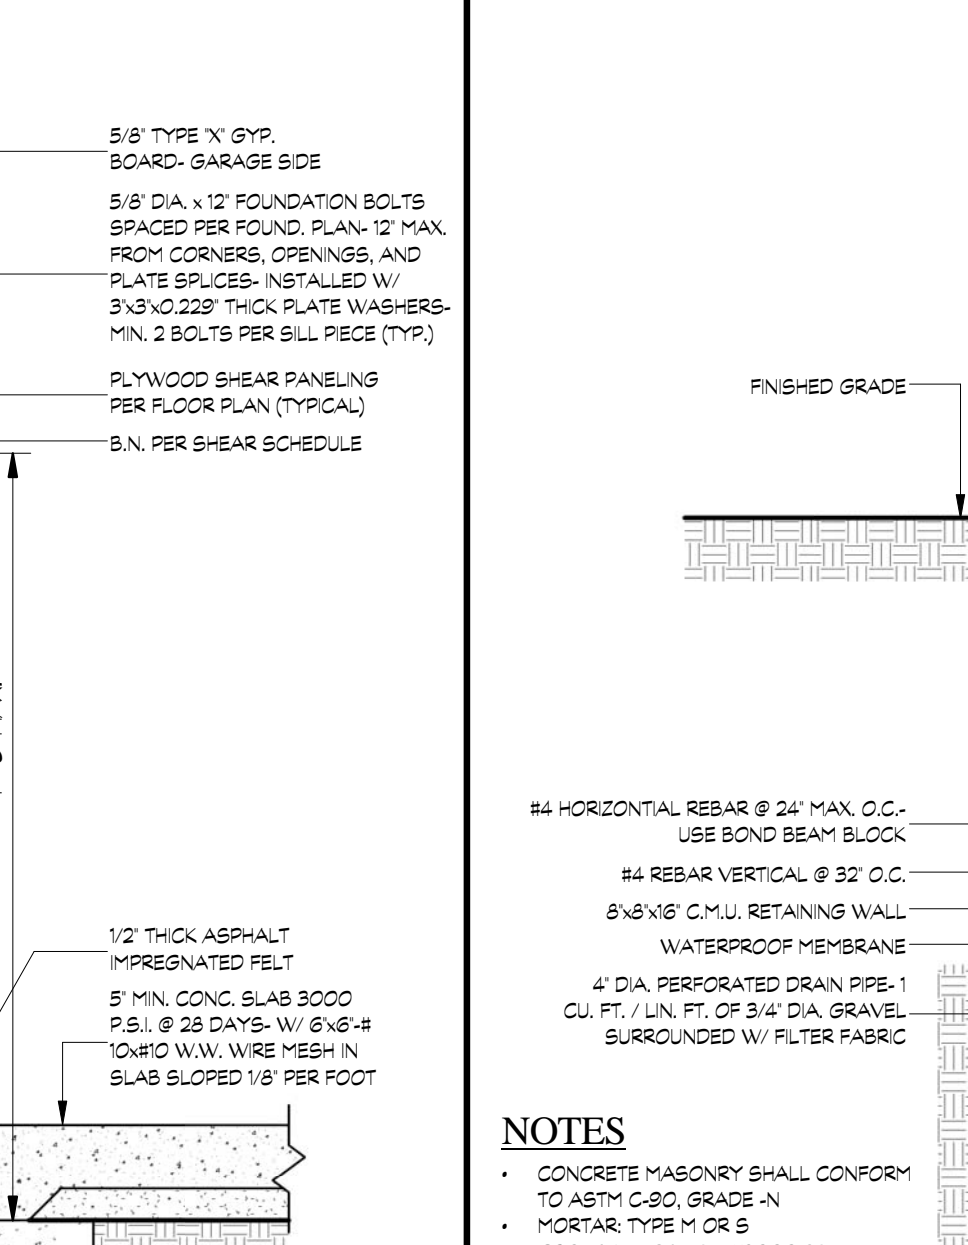 5/8" TYPE "X" GYP.
BOARD- GARAGE SIDE
5/8" DIA. x 12" FOUNDATION BOLTS
SPACED PER FOUND. PLAN- 12" MAX.
FROM CORNERS, OPENINGS, AND
PLATE SPLICES- INSTALLED W/
3"x3"x0.229" THICK PLATE WASHERS-
MIN. 2 BOLTS PER SILL PIECE (TYP.)
PLYWOOD SHEAR PANELING
PER FLOOR PLAN (TYPICAL)
B.N. PER SHEAR SCHEDULE
1/2" THICK ASPHALT
IMPREGNATED FELT
5" MIN. CONC. SLAB 3000
P.S.I. @ 28 DAYS- W/ 6"x6"-#
10x#10 W.W. WIRE MESH IN
SLAB SLOPED 1/8" PER FOOT
FINISHED GRADE
#4 HORIZONTIAL REBAR @ 24" MAX. O.C.-
USE BOND BEAM BLOCK
#4 REBAR VERTICAL @ 32" O.C.
8"x8"x16" C.M.U. RETAINING WALL
WATERPROOF MEMBRANE
4" DIA. PERFORATED DRAIN PIPE- 1
CU. FT. / LIN. FT. OF 3/4" DIA. GRAVEL
SURROUNDED W/ FILTER FABRIC
NOTES
• CONCRETE MASONRY SHALL CONFORM
TO ASTM C-90, GRADE -N
• MORTAR: TYPE M OR S